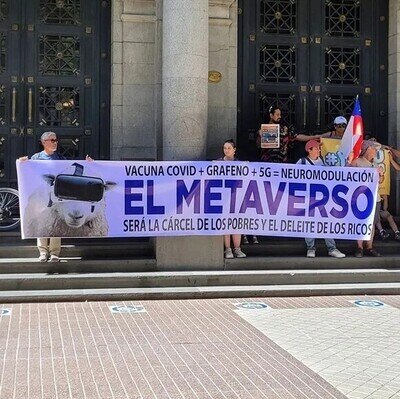 VACUNA COVID + GRAFENO + 5G = NEUROMODULACIÓN
EL METAVERSO
SERÁ LA CÁRCEL DE LOS POBRES Y EL DELEITE DE LOS RICOS